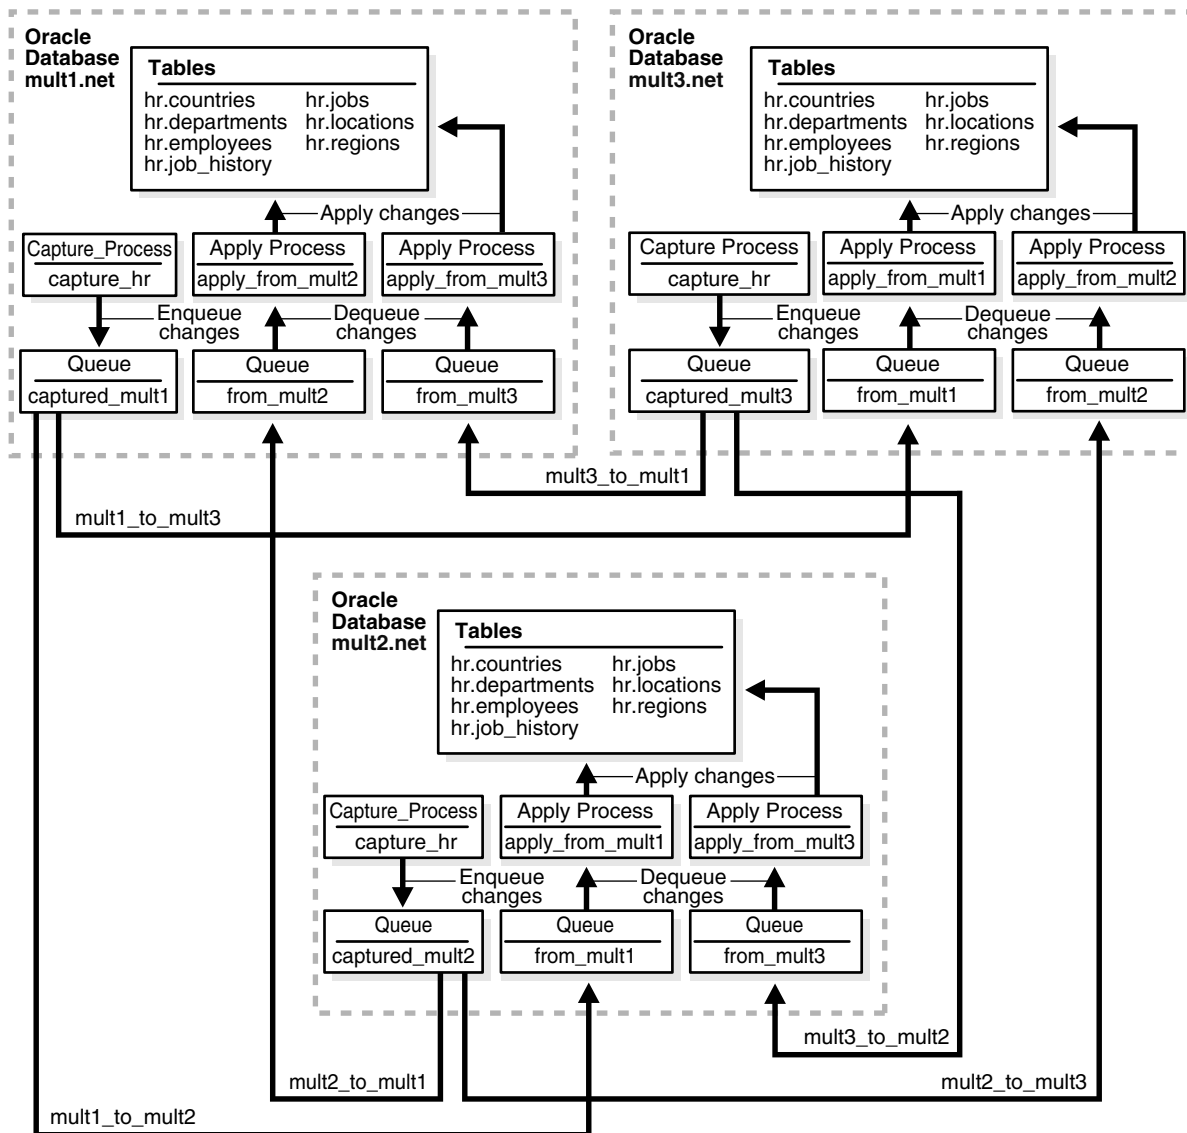 Oracle
Database
mult1.net
Tables
hr.countries hr.jobs
hr.departments hr.locations
hr.employees hr.regions
hr.job_history
Apply changes
Capture_Process
capture_hr
Apply Process
apply_from_mult2
Apply Process
apply_from_mult3
Enqueue
changes
Dequeue
changes
Queue
captured_mult1
Queue
from_mult2
Queue
from_mult3
Oracle
Database
mult3.net
Tables
hr.countries hr.jobs
hr.departments hr.locations
hr.employees hr.regions
hr.job_history
Apply changes
Capture Process
capture_hr
Apply Process
apply_from_mult1
Apply Process
apply_from_mult2
Enqueue
changes
Dequeue
changes
Queue
captured_mult3
Queue
from_mult1
Queue
from_mult2
mult3_to_mult1
mult1_to_mult3
Oracle
Database
mult2.net
Tables
hr.countries hr.jobs
hr.departments hr.locations
hr.employees hr.regions
hr.job_history
Apply changes
Capture_Process
capture_hr
Apply Process
apply_from_mult1
Apply Process
apply_from_mult3
Enqueue
changes
Dequeue
changes
Queue
captured_mult2
Queue
from_mult1
Queue
from_mult3
mult3_to_mult2
mult2_to_mult1
mult2_to_mult3
mult1_to_mult2